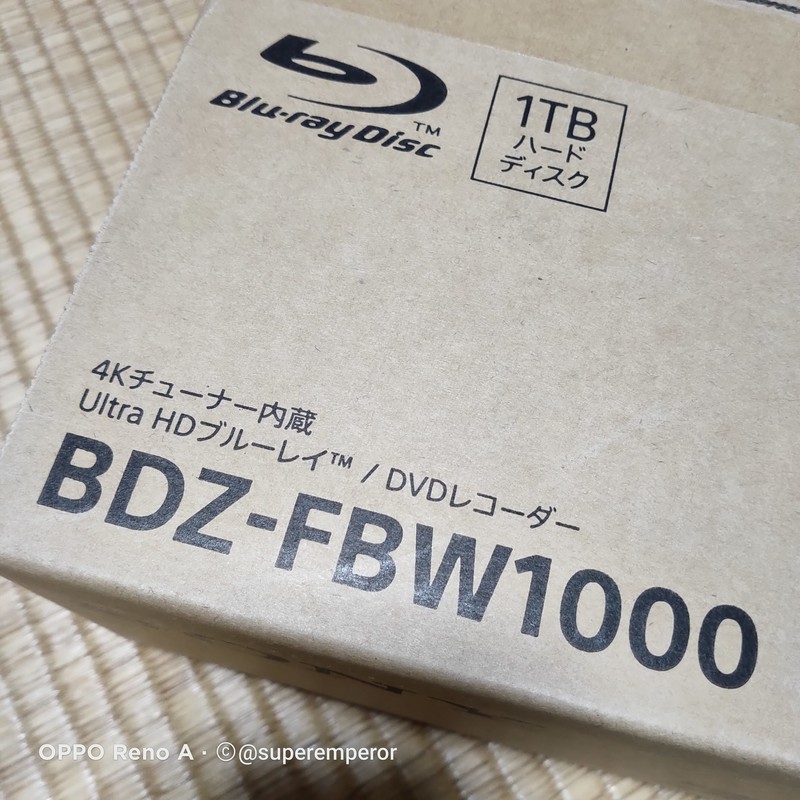 Blu-ray Disc™
1TB
ハード
ディスク
4Kチューナー内蔵
Ultra HDブルーレイ™ / DVDレコーダー
BDZ-FBW1000
OPPO Reno A · ©@superemperor